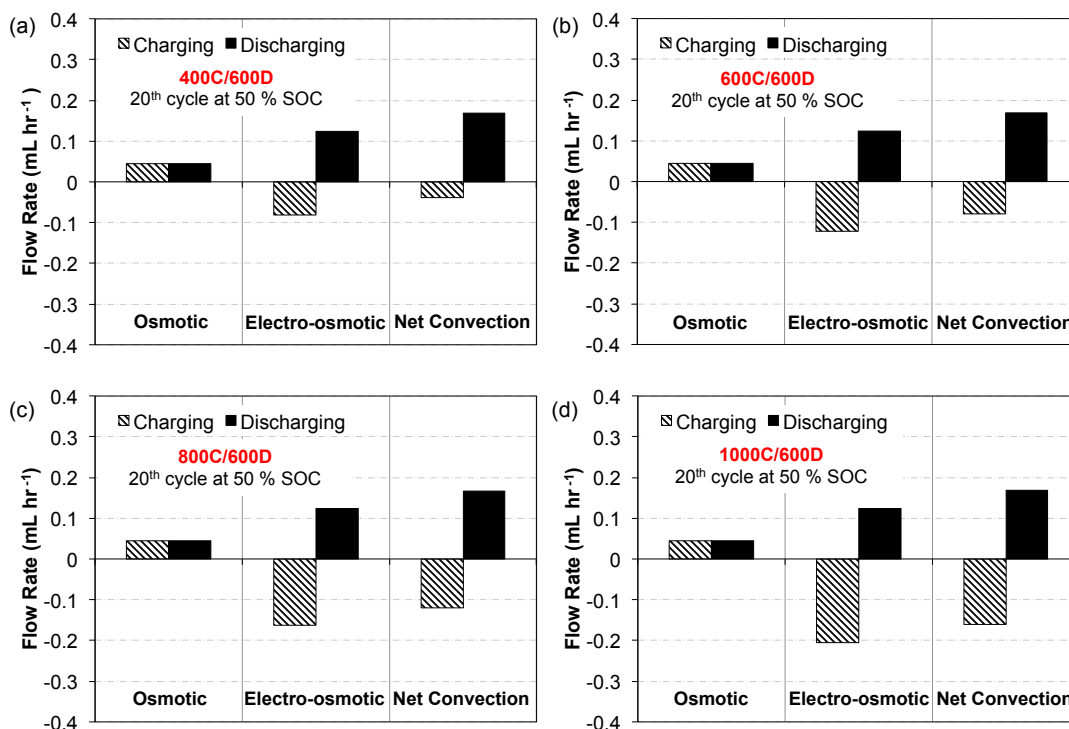 (a)
Charging Discharging
400C/600D
20th cycle at 50 % SOC
Flow Rate (mL hr -1)
0.4
0.3
0.2
0.1
0
-0.1
-0.2
-0.3
-0.4
Osmotic Electro-osmotic Net Convection
(b)
Charging Discharging
600C/600D
20th cycle at 50 % SOC
Flow Rate (mL hr -1)
0.4
0.3
0.2
0.1
0
-0.1
-0.2
-0.3
-0.4
Osmotic Electro-osmotic Net Convection
(c)
Charging Discharging
800C/600D
20th cycle at 50 % SOC
Flow Rate (mL hr -1)
0.4
0.3
0.2
0.1
0
-0.1
-0.2
-0.3
-0.4
Osmotic Electro-osmotic Net Convection
(d)
Charging Discharging
1000C/600D
20th cycle at 50 % SOC
Flow Rate (mL hr -1)
0.4
0.3
0.2
0.1
0
-0.1
-0.2
-0.3
-0.4
Osmotic Electro-osmotic Net Convection